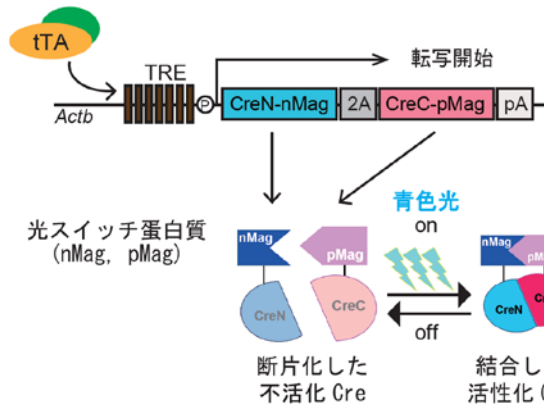 tTA
TRE
転写開始
P
CreN-nMag
2A
CreC-pMag
pA
Actb
光スイッチ蛋白質
(nMag, pMag)
nMag
pMag
青色光
on
nMag
CreN
CreC
off
CreN
断片化した
不活化 Cre
結合し
活性化